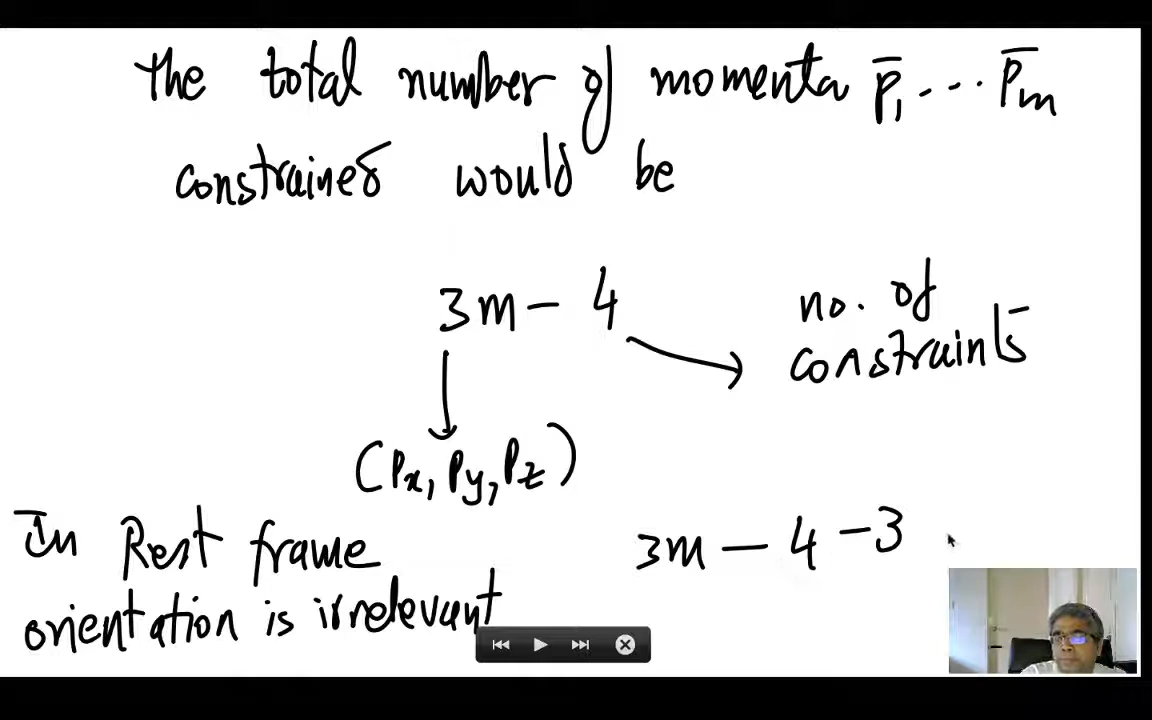 The total number of momenta p̅₁ --- p̅ₘ
constrained would be
3m - 4
no. of
constraints
(Px, Py, Pz)
In Rest frame
orientation is irrelevant
3m - 4 - 3